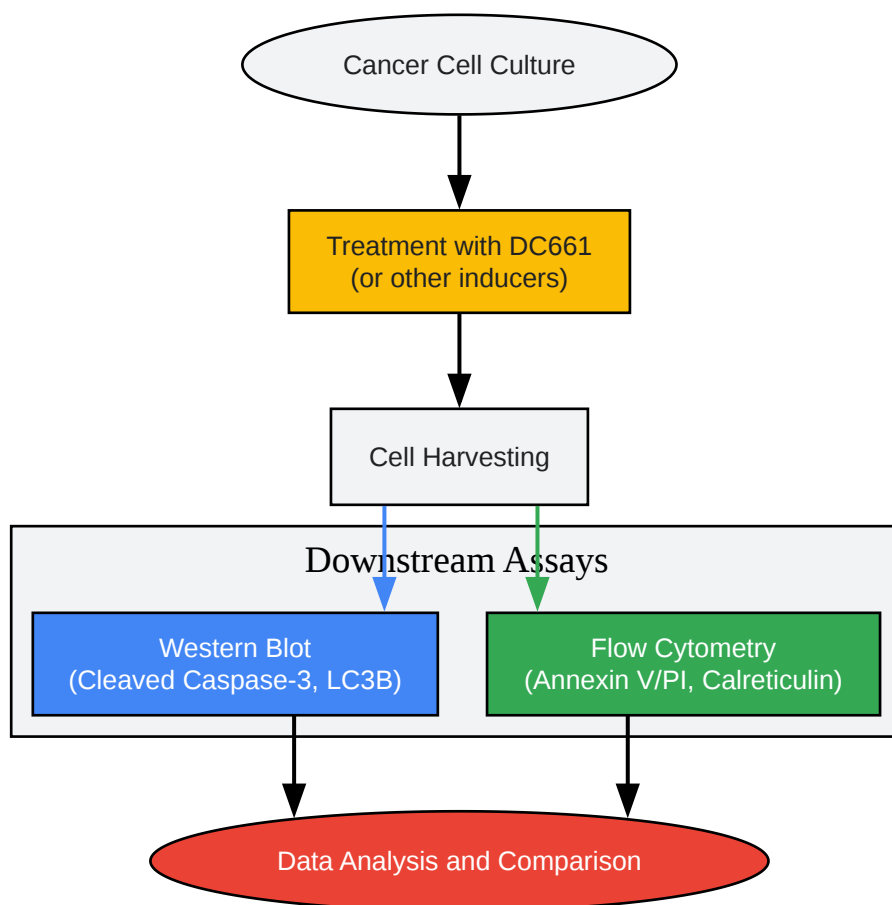 Cancer Cell Culture
Treatment with DC661
(or other inducers)
Cell Harvesting
Downstream Assays
Western Blot
(Cleaved Caspase-3, LC3B)
Flow Cytometry
(Annexin V/PI, Calreticulin)
Data Analysis and Comparison